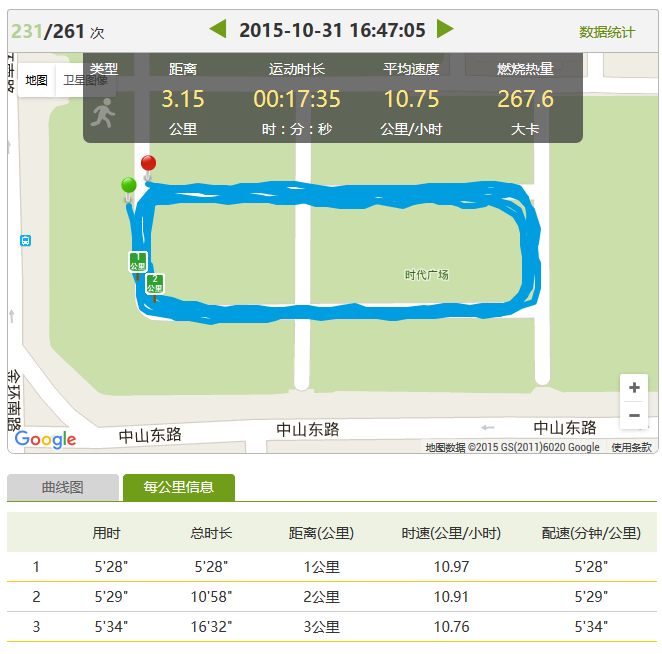 231/261 次
2015-10-31 16:47:05
数据统计
地图
卫星图像
类型 距离 运动时长 平均速度 燃烧热量
3.15 00:17:35 10.75 267.6
公里 时：分：秒 公里/小时 大卡
1
公里
2
公里
时代广场
金环南路
+
−
中山东路
中山东路
中山东路
Google
地图数据 ©2015 GS(2011)6020 Google 使用条款
曲线图 每公里信息
用时 总时长 距离(公里) 时速(公里/小时) 配速(分钟/公里)
1 5'28" 5'28" 1公里 10.97 5'28"
2 5'29" 10'58" 2公里 10.91 5'29"
3 5'34" 16'32" 3公里 10.76 5'34"